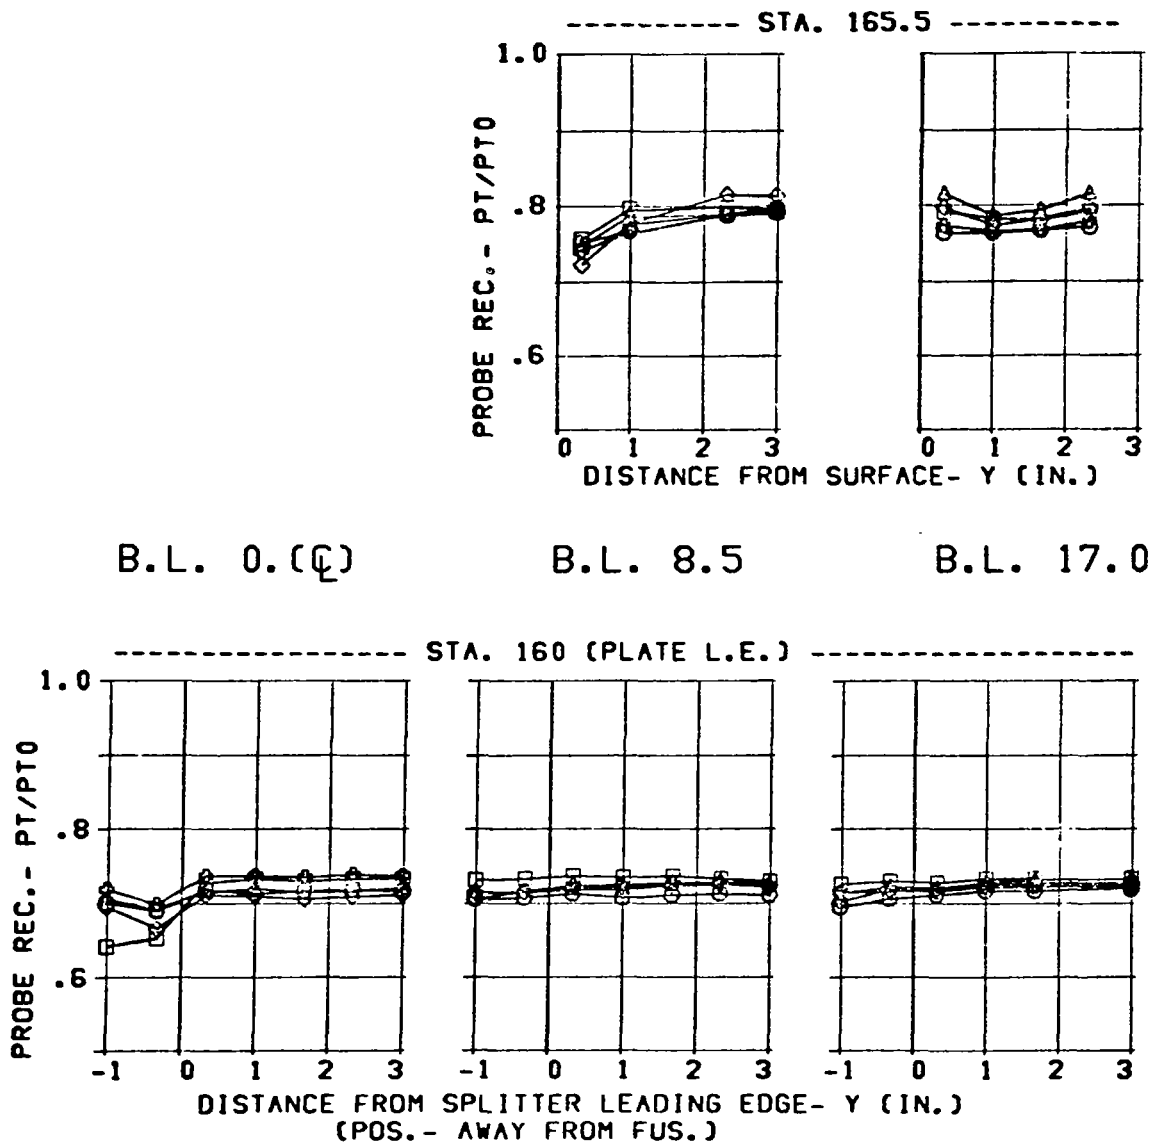 ---------- STA. 165.5 ----------
1.0
.8
.6
PROBE REC.- PT/PT0
0 1 2 3
0 1 2 3
DISTANCE FROM SURFACE- Y (IN.)
B.L. 0.(℄)
B.L. 8.5
B.L. 17.0
----------------- STA. 160 (PLATE L.E.) -------------------
1.0
.8
.6
PROBE REC.- PT/PT0
-1 0 1 2 3
-1 0 1 2 3
-1 0 1 2 3
DISTANCE FROM SPLITTER LEADING EDGE- Y (IN.)
(POS.- AWAY FROM FUS.)